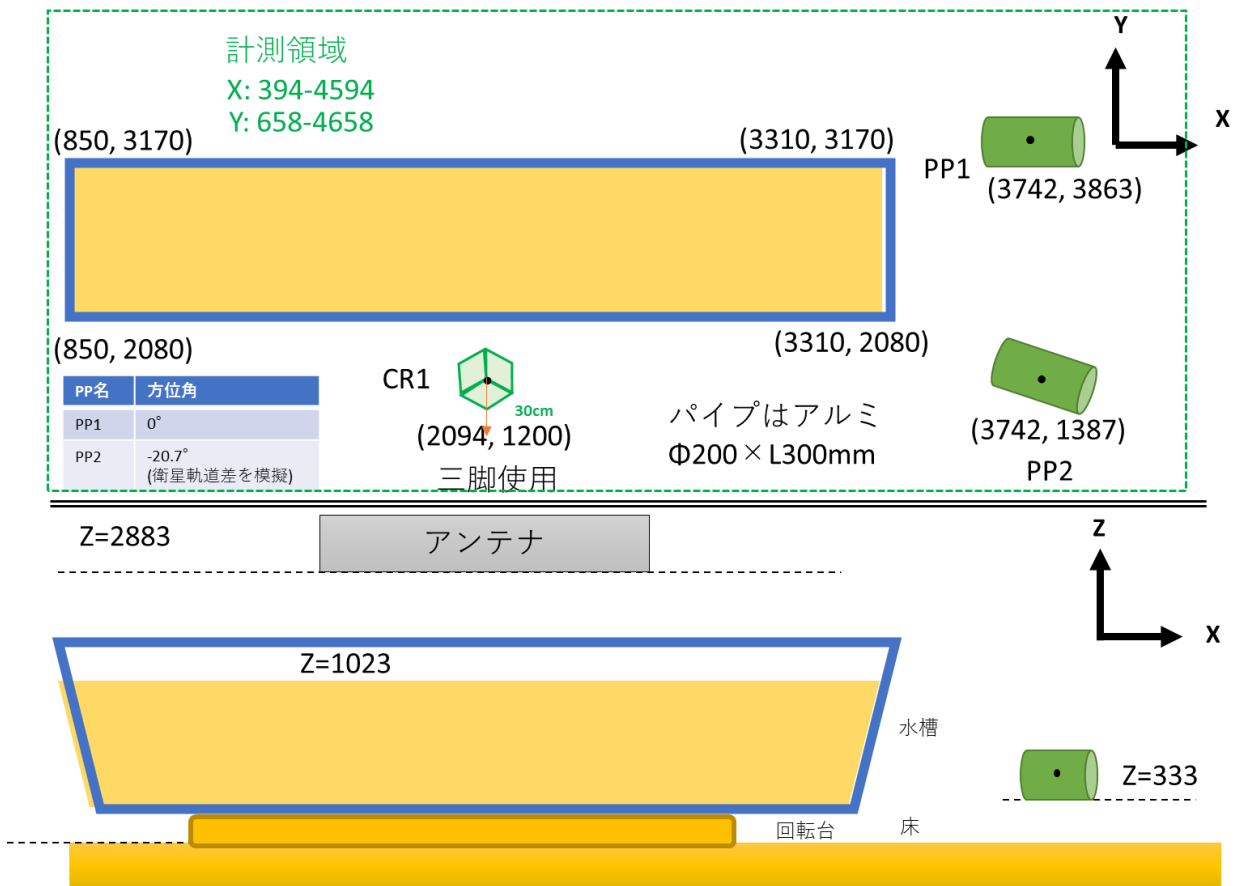 計測領域
X: 394-4594
Y: 658-4658
Y
X
(850, 3170)
(3310, 3170)
PP1
(3742, 3863)
(850, 2080)
(3310, 2080)
PP名 方位角
PP1 0°
PP2 -20.7°
(衛星軌道差を模擬)
CR1
30cm
(2094, 1200)
三脚使用
パイプはアルミ
Φ200×L300mm
(3742, 1387)
PP2
Z=2883
アンテナ
Z
X
Z=1023
水槽
Z=333
回転台
床